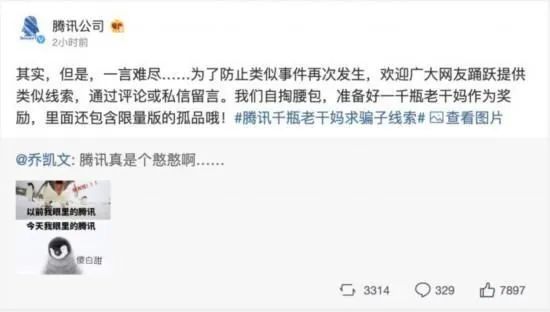 腾讯公司
2小时前
其实，但是，一言难尽……为了防止类似事件再次发生，欢迎广大网友踊跃提供
类似线索，通过评论或私信留言。我们自掏腰包，准备好一千瓶老干妈作为奖
励，里面还包含限量版的孤品哦！#腾讯千瓶老干妈求骗子线索# 查看图片
@乔凯文: 腾讯真是个憨憨啊……
以前我眼里的腾讯
今天我眼里的腾讯
傻白甜
3314 329 7897